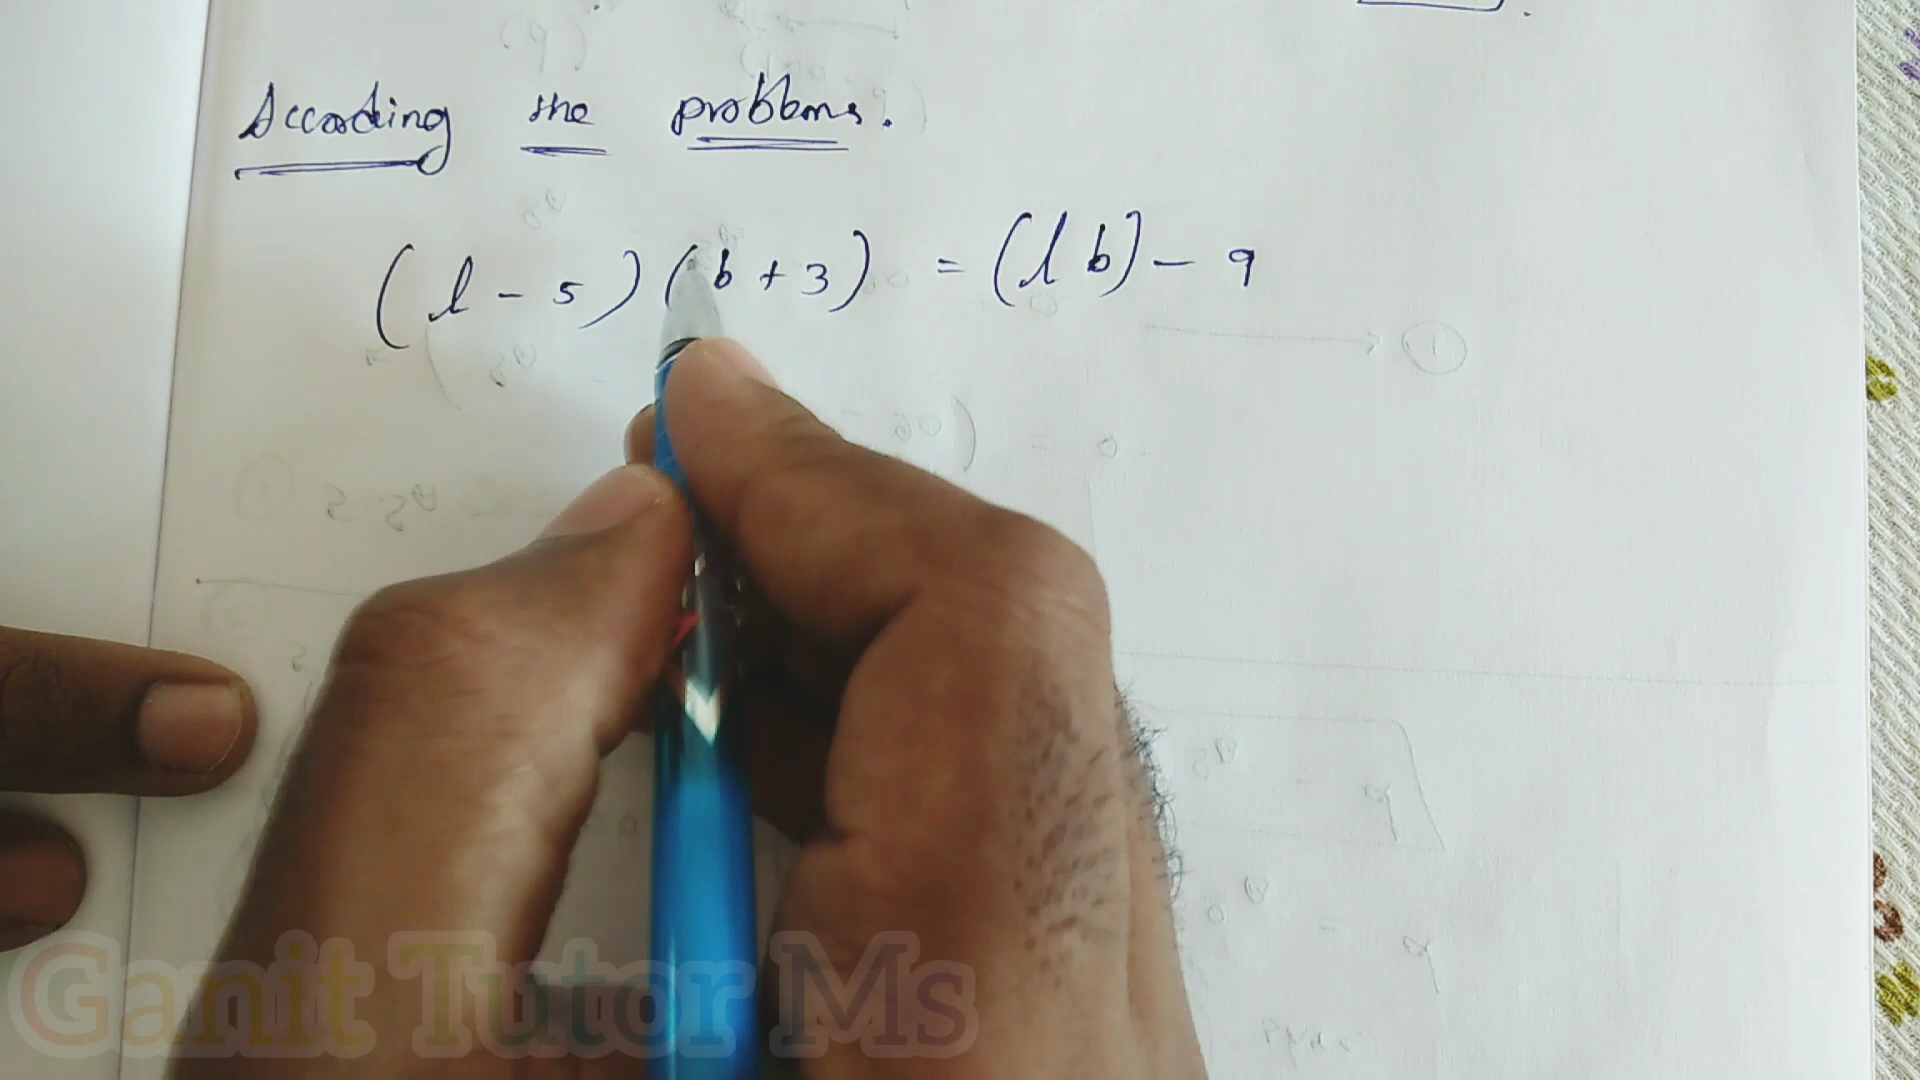 According the problems.
(l - 5) (b + 3) = (l b) - 9
Ganit Tutor Ms